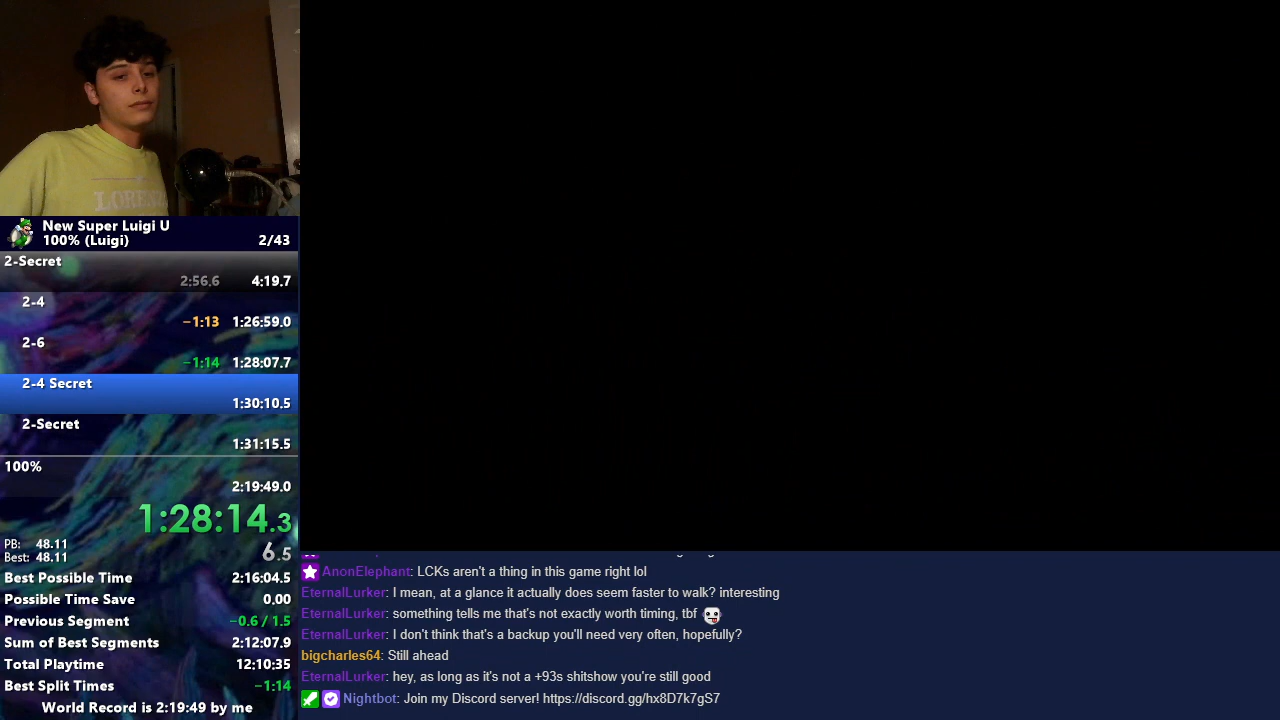 LOREN
New Super Luigi U
100% (Luigi) 2/43
2-Secret
2:56.6 4:19.7
2-4
−1:13 1:26:59.0
2-6
−1:14 1:28:07.7
2-4 Secret
1:30:10.5
2-Secret
1:31:15.5
100%
2:19:49.0
1:28:14.3
PB: 48.11
Best: 48.11
6.5
Best Possible Time 2:16:04.5
Possible Time Save 0.00
Previous Segment −0.6 / 1.5
Sum of Best Segments 2:12:07.9
Total Playtime 12:10:35
Best Split Times −1:14
World Record is 2:19:49 by me
AnonElephant: LCKs aren't a thing in this game right lol
EternalLurker: I mean, at a glance it actually does seem faster to walk? interesting
EternalLurker: something tells me that's not exactly worth timing, tbf
EternalLurker: I don't think that's a backup you'll need very often, hopefully?
bigcharles64: Still ahead
EternalLurker: hey, as long as it's not a +93s shitshow you're still good
Nightbot: Join my Discord server! https://discord.gg/hx8D7k7gS7